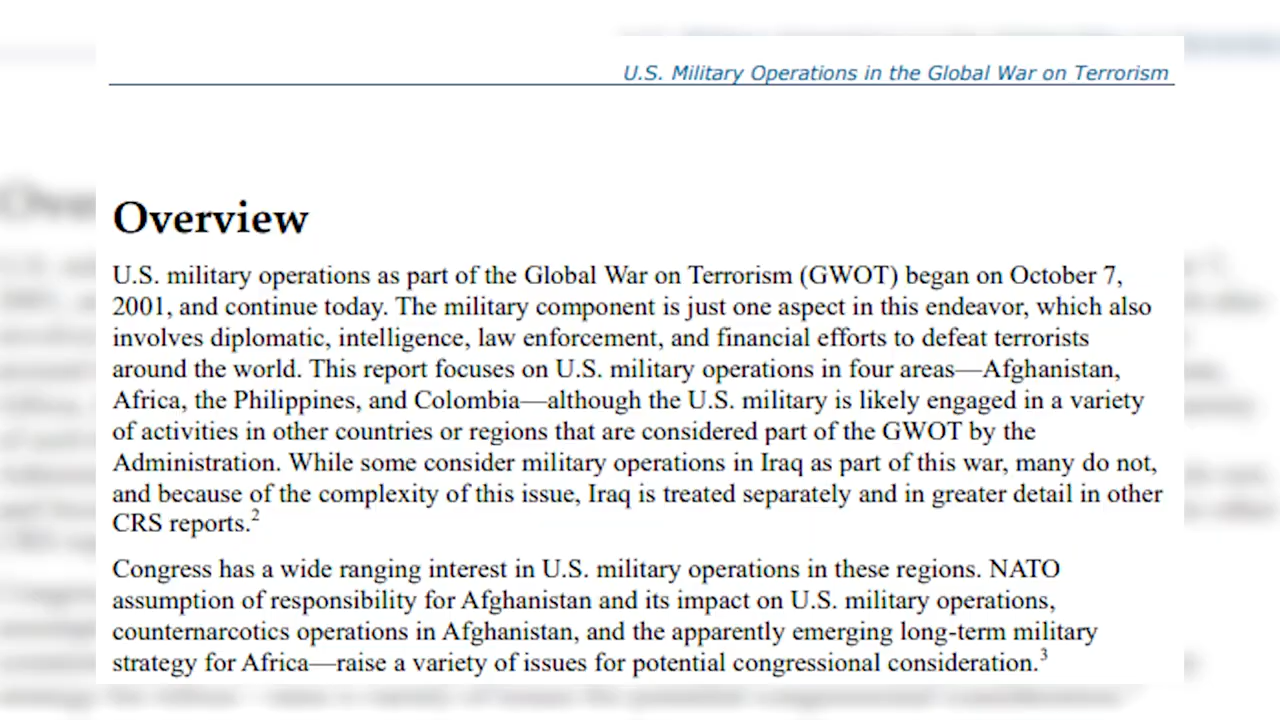 U.S. Military Operations in the Global War on Terrorism
Overview
U.S. military operations as part of the Global War on Terrorism (GWOT) began on October 7,
2001, and continue today. The military component is just one aspect in this endeavor, which also
involves diplomatic, intelligence, law enforcement, and financial efforts to defeat terrorists
around the world. This report focuses on U.S. military operations in four areas—Afghanistan,
Africa, the Philippines, and Colombia—although the U.S. military is likely engaged in a variety
of activities in other countries or regions that are considered part of the GWOT by the
Administration. While some consider military operations in Iraq as part of this war, many do not,
and because of the complexity of this issue, Iraq is treated separately and in greater detail in other
CRS reports.²
Congress has a wide ranging interest in U.S. military operations in these regions. NATO
assumption of responsibility for Afghanistan and its impact on U.S. military operations,
counternarcotics operations in Afghanistan, and the apparently emerging long-term military
strategy for Africa—raise a variety of issues for potential congressional consideration.³